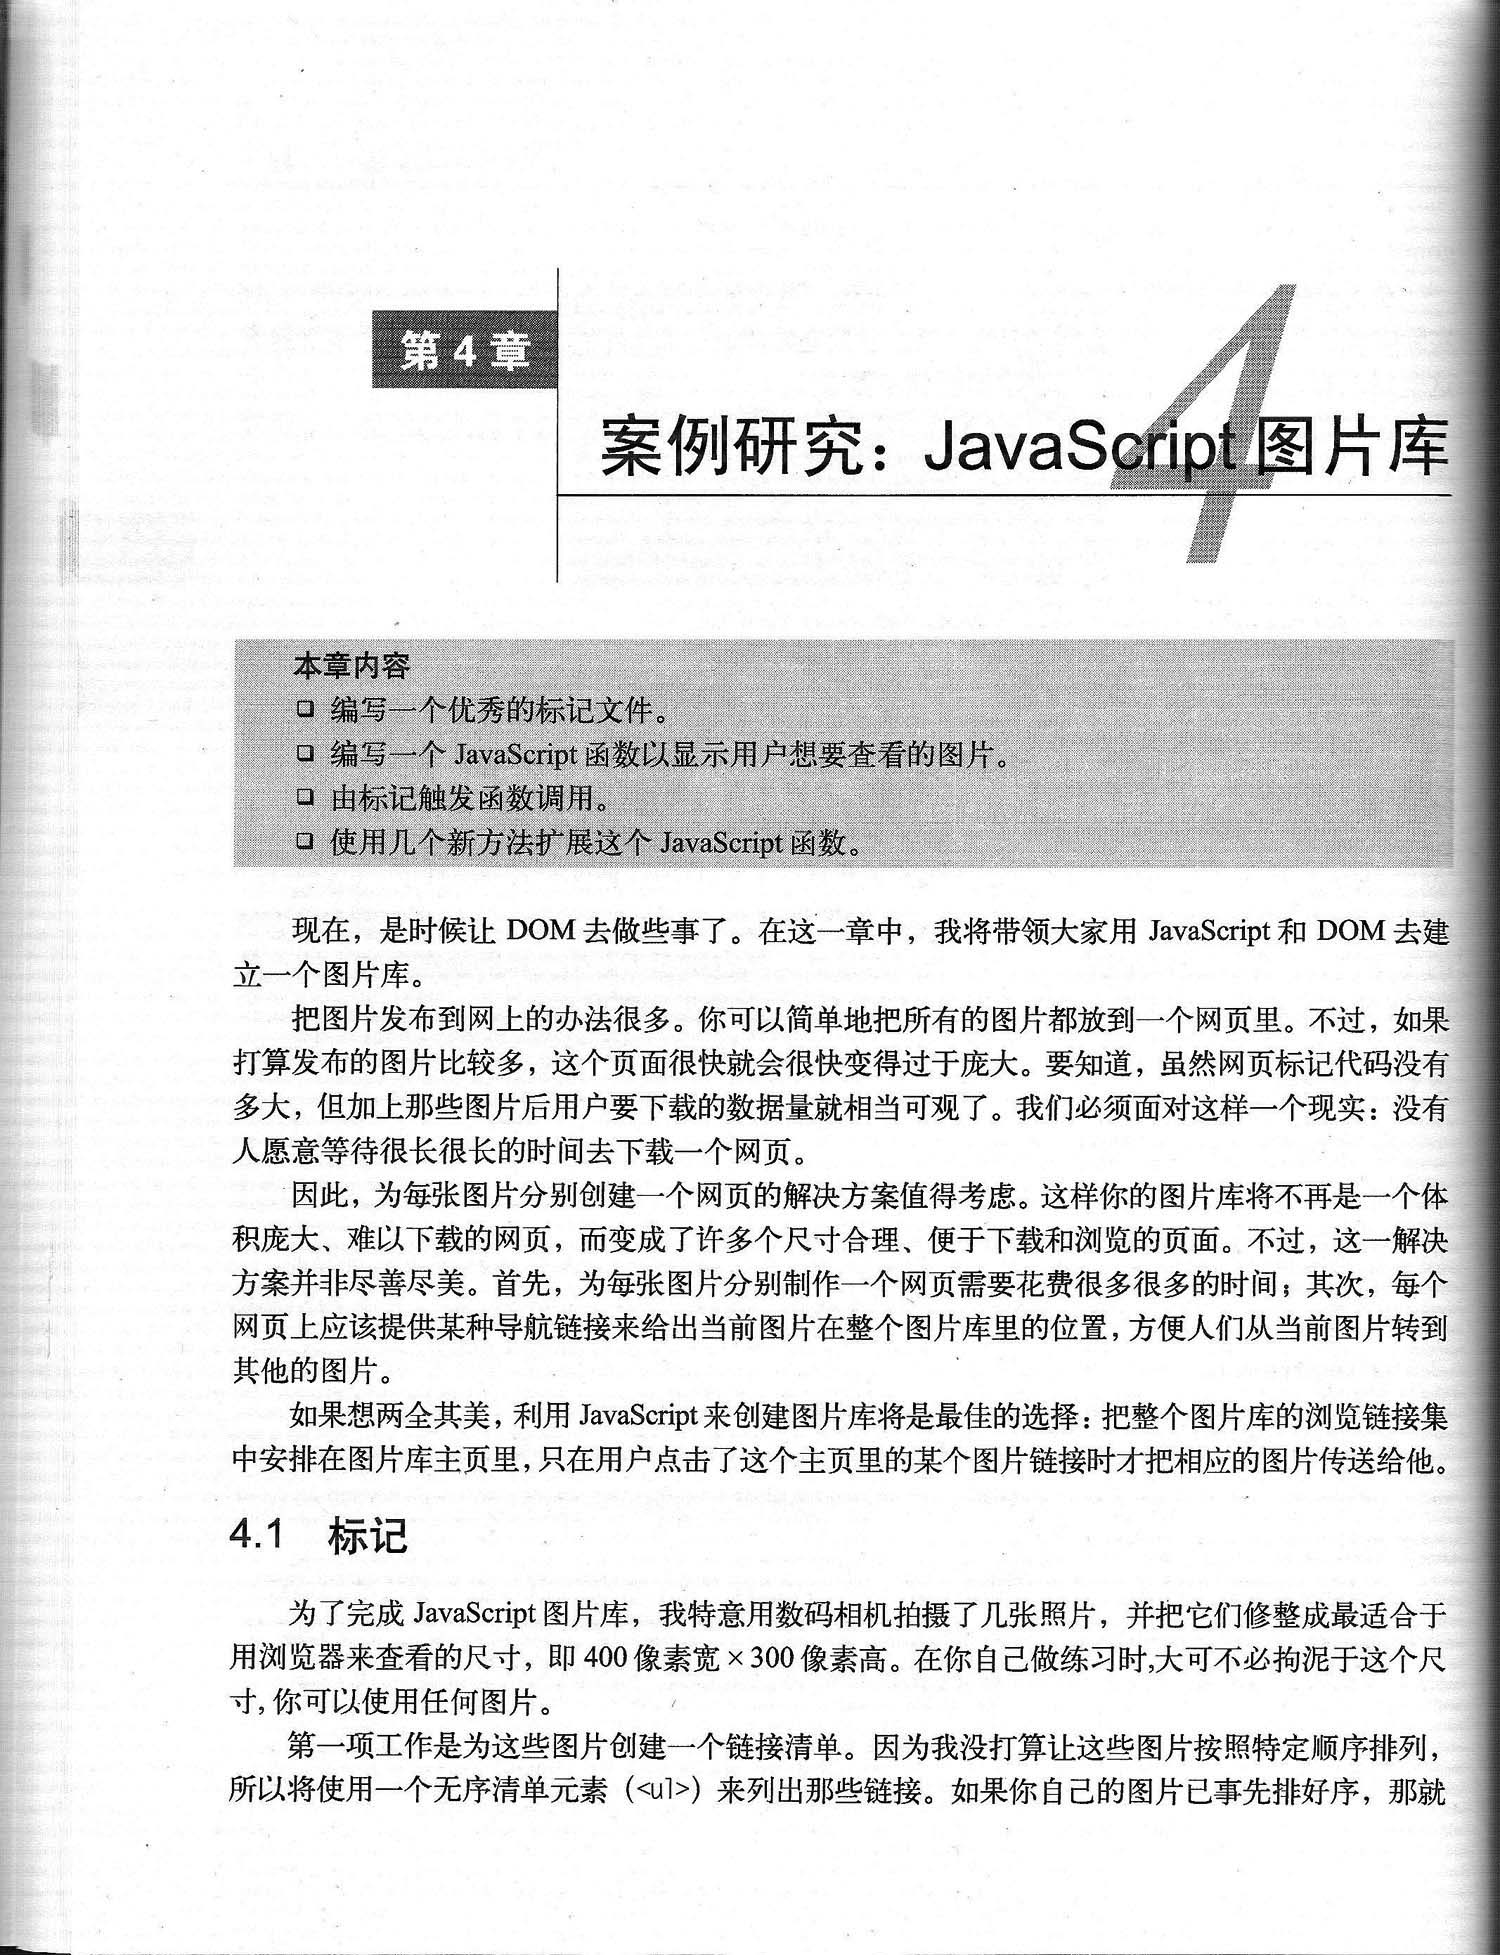 第 4 章
4
案例研究：JavaScript 图片库
本章内容
❑ 编写一个优秀的标记文件。
❑ 编写一个 JavaScript 函数以显示用户想要查看的图片。
❑ 由标记触发函数调用。
❑ 使用几个新方法扩展这个 JavaScript 函数。
现在，是时候让 DOM 去做些事了。在这一章中，我将带领大家用 JavaScript 和 DOM 去建
立一个图片库。
把图片发布到网上的办法很多。你可以简单地把所有的图片都放到一个网页里。不过，如果
打算发布的图片比较多，这个页面很快就会很快变得过于庞大。要知道，虽然网页标记代码没有
多大，但加上那些图片后用户要下载的数据量就相当可观了。我们必须面对这样一个现实：没有
人愿意等待很长很长的时间去下载一个网页。
因此，为每张图片分别创建一个网页的解决方案值得考虑。这样你的图片库将不再是一个体
积庞大、难以下载的网页，而变成了许多个尺寸合理、便于下载和浏览的页面。不过，这一解决
方案并非尽善尽美。首先，为每张图片分别制作一个网页需要花费很多很多的时间；其次，每个
网页上应该提供某种导航链接来给出当前图片在整个图片库里的位置，方便人们从当前图片转到
其他的图片。
如果想两全其美，利用 JavaScript 来创建图片库将是最佳的选择：把整个图片库的浏览链接集
中安排在图片库主页里，只在用户点击了这个主页里的某个图片链接时才把相应的图片传送给他。
4.1 标记
为了完成 JavaScript 图片库，我特意用数码相机拍摄了几张照片，并把它们修整成最适合于
用浏览器来查看的尺寸，即 400 像素宽 × 300 像素高。在你自己做练习时,大可不必拘泥于这个尺
寸，你可以使用任何图片。
第一项工作是为这些图片创建一个链接清单。因为我没打算让这些图片按照特定顺序排列，
所以将使用一个无序清单元素（<ul>）来列出那些链接。如果你自己的图片已事先排好序，那就